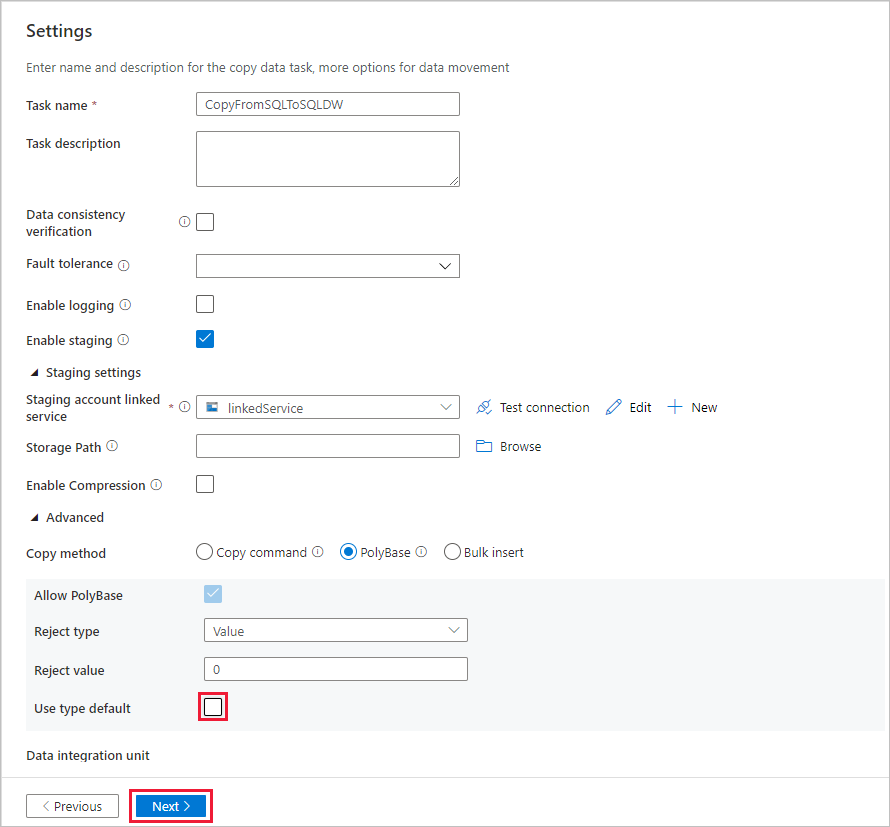 Settings
Enter name and description for the copy data task, more options for data movement
Task name *
CopyFromSQLToSQLDW
Task description
Data consistency
verification
Fault tolerance
Enable logging
Enable staging
Staging settings
Staging account linked
service
*
linkedService
Test connection
Edit
New
Storage Path
Browse
Enable Compression
Advanced
Copy method
Copy command
PolyBase
Bulk insert
Allow PolyBase
Reject type
Value
Reject value
0
Use type default
Data integration unit
Previous
Next